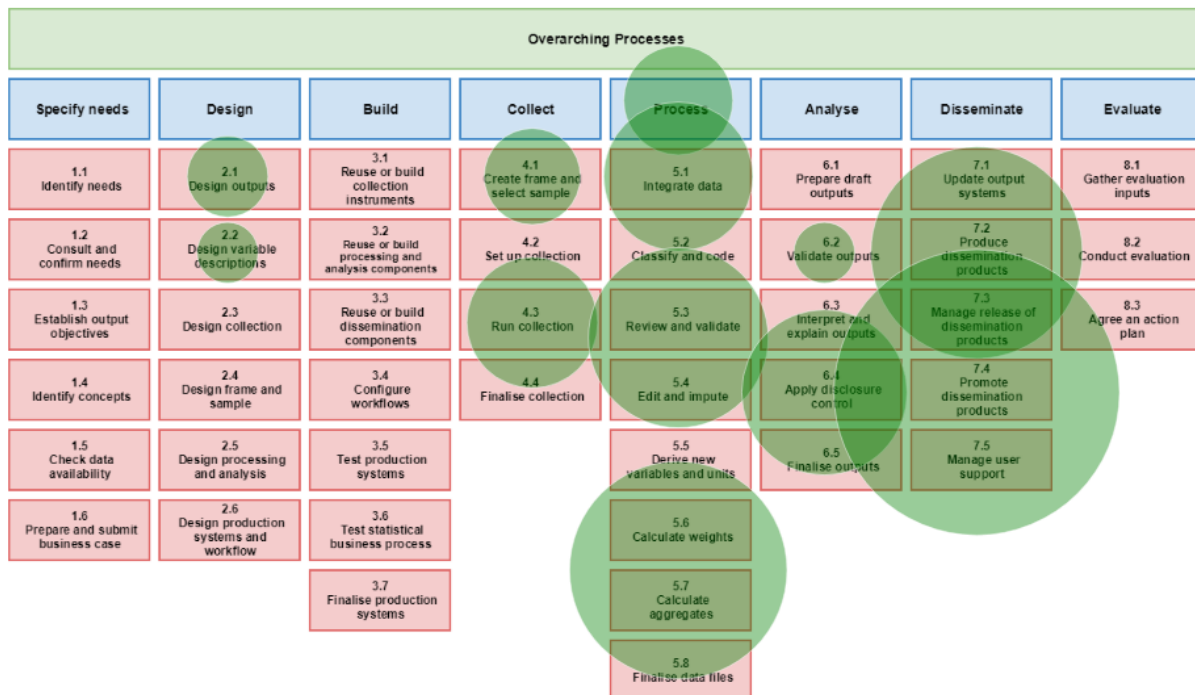 Overarching Processes
Specify needs
Design
Build
Collect
Process
Analyse
Disseminate
Evaluate
1.1
Identify needs
1.2
Consult and
confirm needs
1.3
Establish output
objectives
1.4
Identify concepts
1.5
Check data
availability
1.6
Prepare and submit
business case
2.1
Design outputs
2.2
Design variable
descriptions
2.3
Design collection
2.4
Design frame and
sample
2.5
Design processing
and analysis
2.6
Design production
systems and
workflow
3.1
Reuse or build
collection
instruments
3.2
Reuse or build
processing and
analysis components
3.3
Reuse or build
dissemination
components
3.4
Configure
workflows
3.5
Test production
systems
3.6
Test statistical
business process
3.7
Finalise production
systems
4.1
Create frame and
select sample
4.2
Set up collection
4.3
Run collection
4.4
Finalise collection
5.1
Integrate data
5.2
Classify and code
5.3
Review and validate
5.4
Edit and impute
5.5
Derive new
variables and units
5.6
Calculate weights
5.7
Calculate
aggregates
5.8
Finalise data files
6.1
Prepare draft
outputs
6.2
Validate outputs
6.3
Interpret and
explain outputs
6.4
Apply disclosure
control
6.5
Finalise outputs
7.1
Update output
systems
7.2
Produce
dissemination
products
7.3
Manage release of
dissemination
products
7.4
Promote
dissemination
products
7.5
Manage user
support
8.1
Gather evaluation
inputs
8.2
Conduct evaluation
8.3
Agree an action
plan